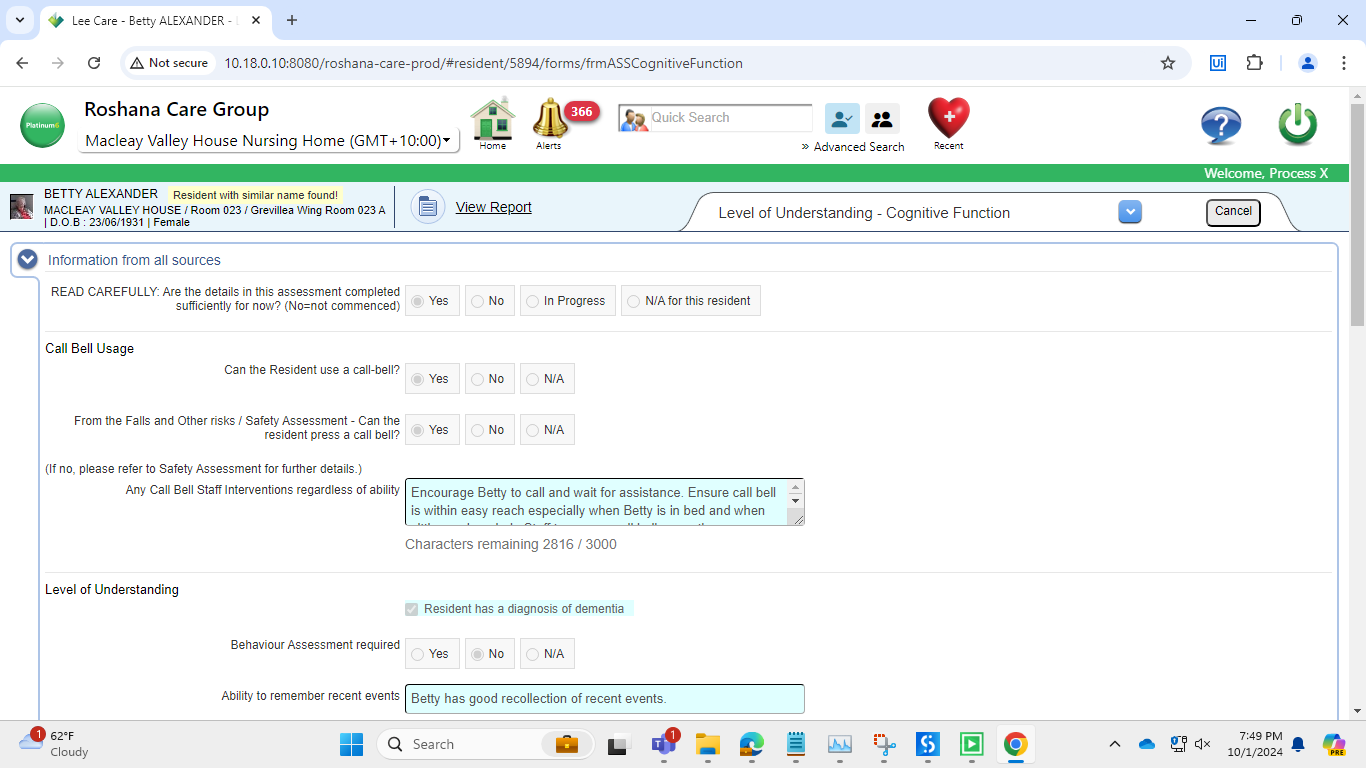 Lee Care - Betty ALEXANDER -
Not secure
10.18.0.10:8080/roshana-care-prod/#resident/5894/forms/frmASSCognitiveFunction
Platinum6
Roshana Care Group
Macleay Valley House Nursing Home (GMT+10:00)
Home
Alerts
366
Quick Search
» Advanced Search
Recent
Welcome, Process X
BETTY ALEXANDER Resident with similar name found!
MACLEAY VALLEY HOUSE / Room 023 / Grevillea Wing Room 023 A
| D.O.B : 23/06/1931 | Female
View Report
Level of Understanding - Cognitive Function
Cancel
Information from all sources
READ CAREFULLY: Are the details in this assessment completed
sufficiently for now? (No=not commenced)
Yes No In Progress N/A for this resident
Call Bell Usage
Can the Resident use a call-bell?
Yes No N/A
From the Falls and Other risks / Safety Assessment - Can the
resident press a call bell?
Yes No N/A
(If no, please refer to Safety Assessment for further details.)
Any Call Bell Staff Interventions regardless of ability
Encourage Betty to call and wait for assistance. Ensure call bell
is within easy reach especially when Betty is in bed and when
Characters remaining 2816 / 3000
Level of Understanding
Resident has a diagnosis of dementia
Behaviour Assessment required
Yes No N/A
Ability to remember recent events
Betty has good recollection of recent events.
1
62°F
Cloudy
Search
1
7:49 PM
10/1/2024
PRE